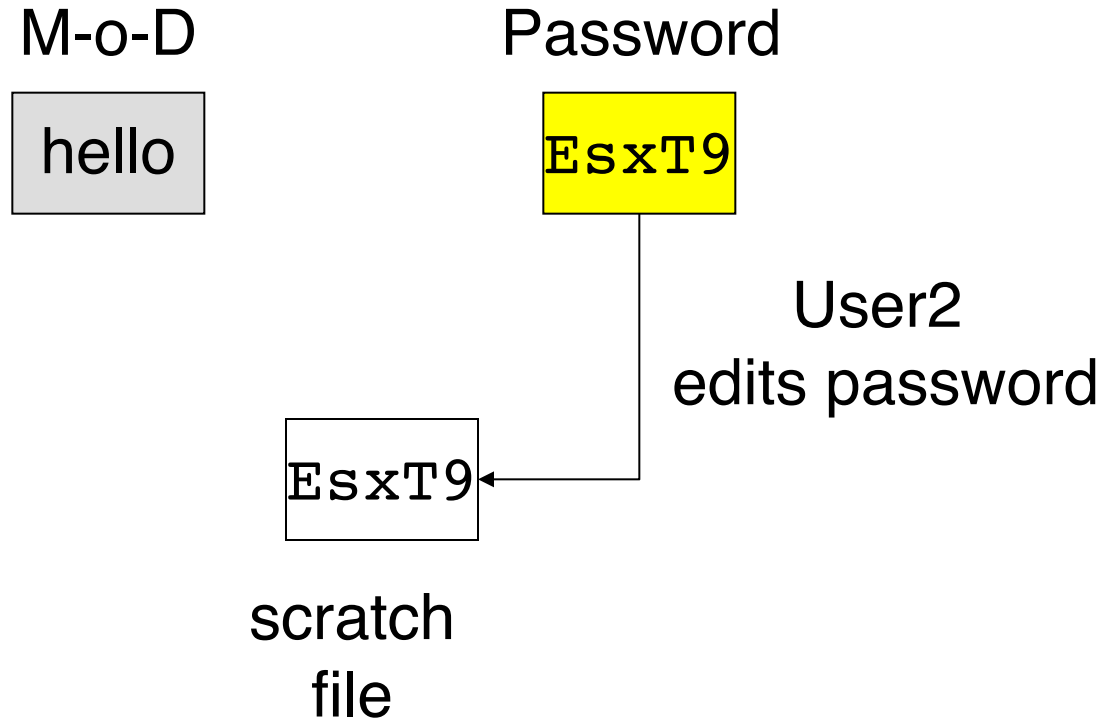 M-o-D
Password
hello
EsxT9
User2
edits password
EsxT9
scratch
file